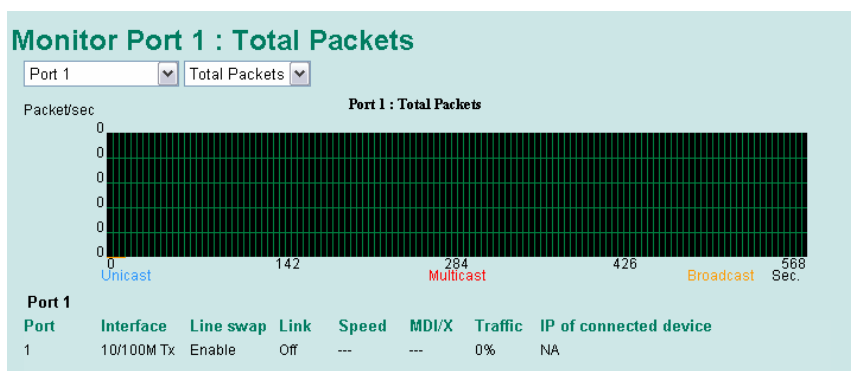 Monitor Port 1 : Total Packets
Port 1 Total Packets
Packet/sec Port 1 : Total Packets
0
0
0
0
0
0
0 142 284 426 568
Unicast Multicast Broadcast Sec.
Port 1
Port Interface Line swap Link Speed MDI/X Traffic IP of connected device
1 10/100M Tx Enable Off --- --- 0% NA